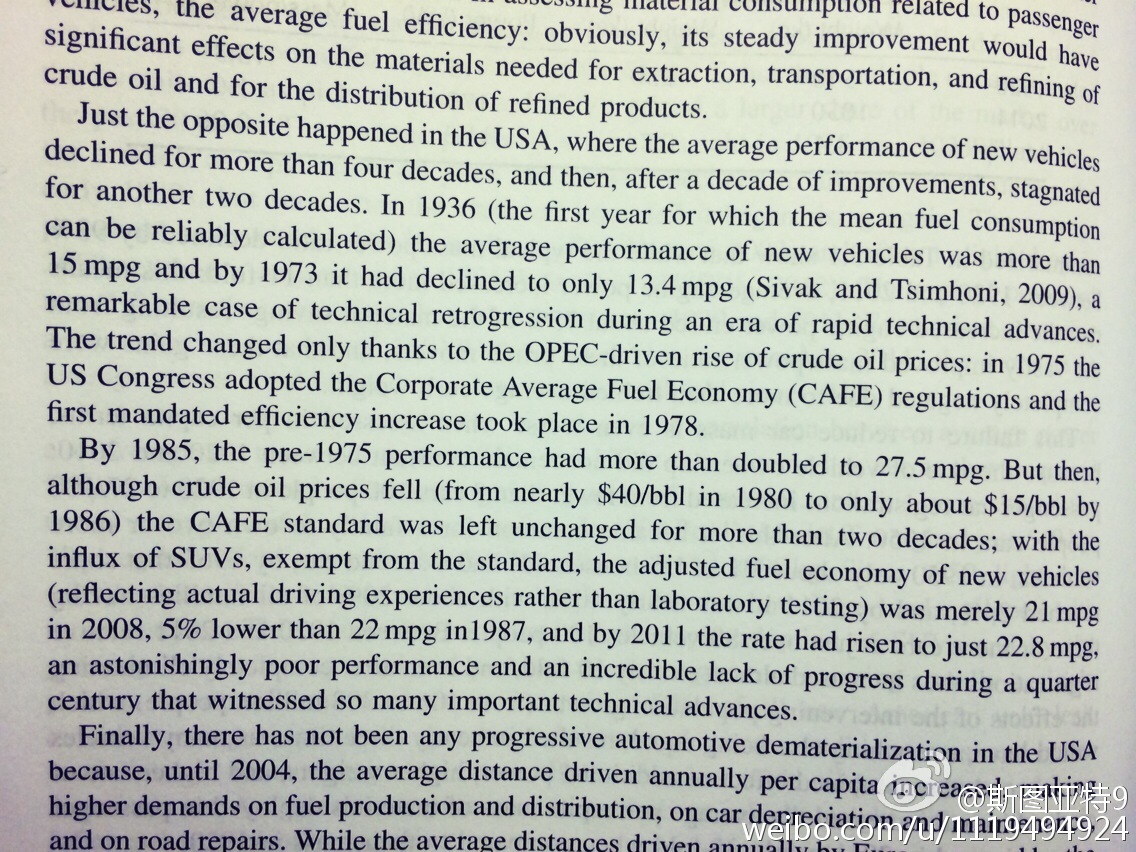 assessing material consumption related to passenger
vehicles, the average fuel efficiency: obviously, its steady improvement would have
significant effects on the materials needed for extraction, transportation, and refining of
crude oil and for the distribution of refined products.
Just the opposite happened in the USA, where the average performance of new vehicles
declined for more than four decades, and then, after a decade of improvements, stagnated
for another two decades. In 1936 (the first year for which the mean fuel consumption
can be reliably calculated) the average performance of new vehicles was more than
15 mpg and by 1973 it had declined to only 13.4 mpg (Sivak and Tsimhoni, 2009), a
remarkable case of technical retrogression during an era of rapid technical advances.
The trend changed only thanks to the OPEC-driven rise of crude oil prices: in 1975 the
US Congress adopted the Corporate Average Fuel Economy (CAFE) regulations and the
first mandated efficiency increase took place in 1978.
By 1985, the pre-1975 performance had more than doubled to 27.5 mpg. But then,
although crude oil prices fell (from nearly $40/bbl in 1980 to only about $15/bbl by
1986) the CAFE standard was left unchanged for more than two decades; with the
influx of SUVs, exempt from the standard, the adjusted fuel economy of new vehicles
(reflecting actual driving experiences rather than laboratory testing) was merely 21 mpg
in 2008, 5% lower than 22 mpg in1987, and by 2011 the rate had risen to just 22.8 mpg,
an astonishingly poor performance and an incredible lack of progress during a quarter
century that witnessed so many important technical advances.
Finally, there has not been any progressive automotive dematerialization in the USA
because, until 2004, the average distance driven annually per capita increased, making
higher demands on fuel production and distribution, on car depreciation and maintenance,
and on road repairs. While the average distances driven annually by
@斯图亚特9
weibo.com/u/1119494924